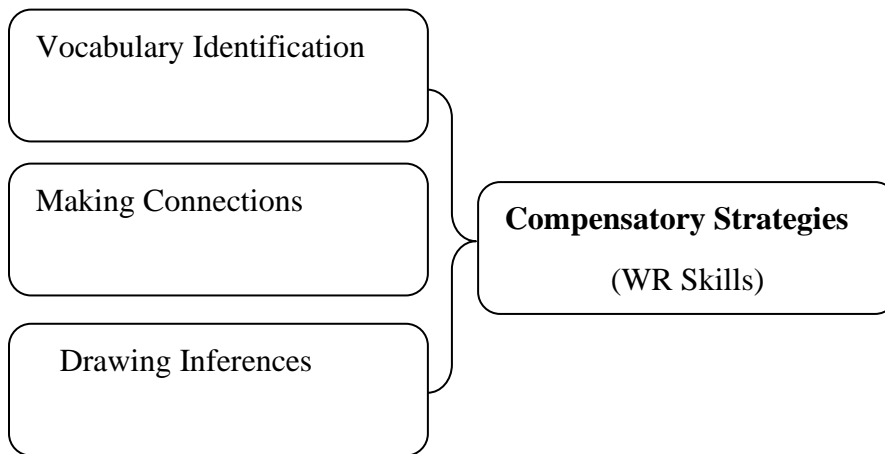 Vocabulary Identification
Making Connections
Drawing Inferences
Compensatory Strategies
(WR Skills)